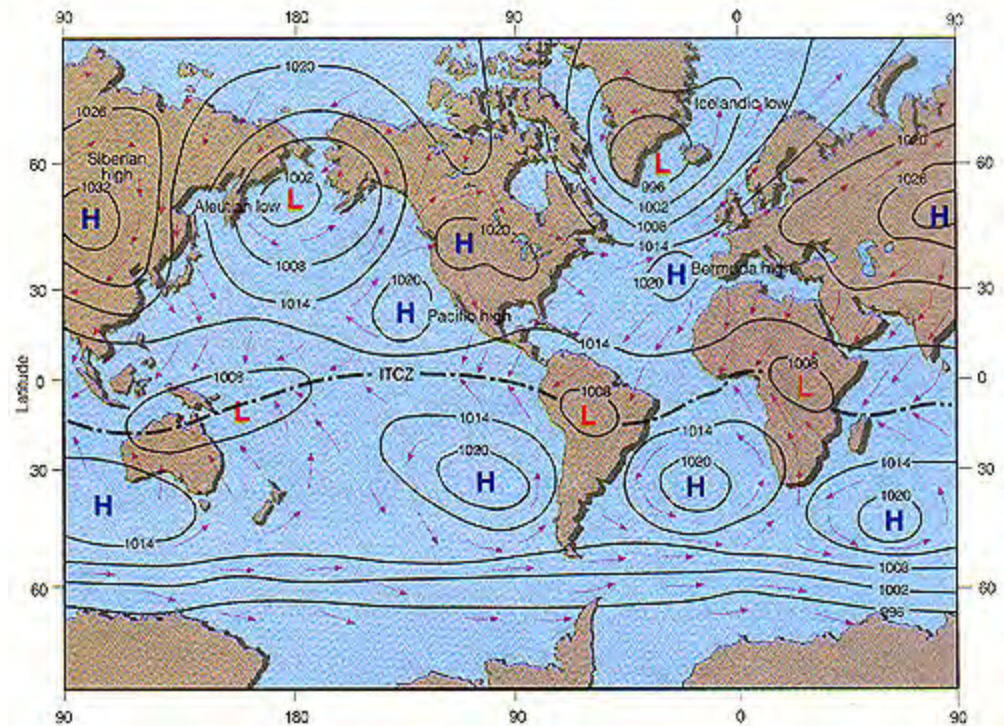 90 180 90 0 90
1020
Icelandic low
1026
1020
Siberian
high
60
L
60
1032
1002
996
1026
H
Aleutian low
L
1002
H
1020
1008
H
1014
1008
H
Bermuda high
1020
1020
30
1014
30
H
Pacific high
1014
ITCZ
1008
1008
1008
Latitude
0
L
0
L
L
1014
1014
1020
1020
1014
30
30
H
H
H
1020
H
1014
1008
60
1002
60
996
90 180 90 0 90